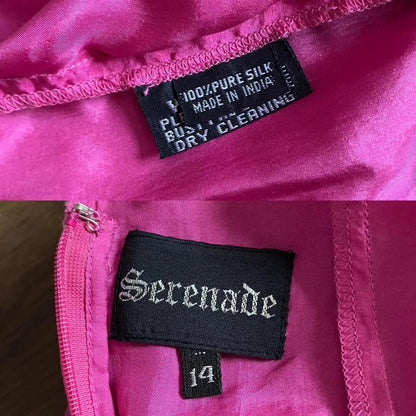 100% PURE SILK
MADE IN INDIA
DRY CLEANING
Serenade
14